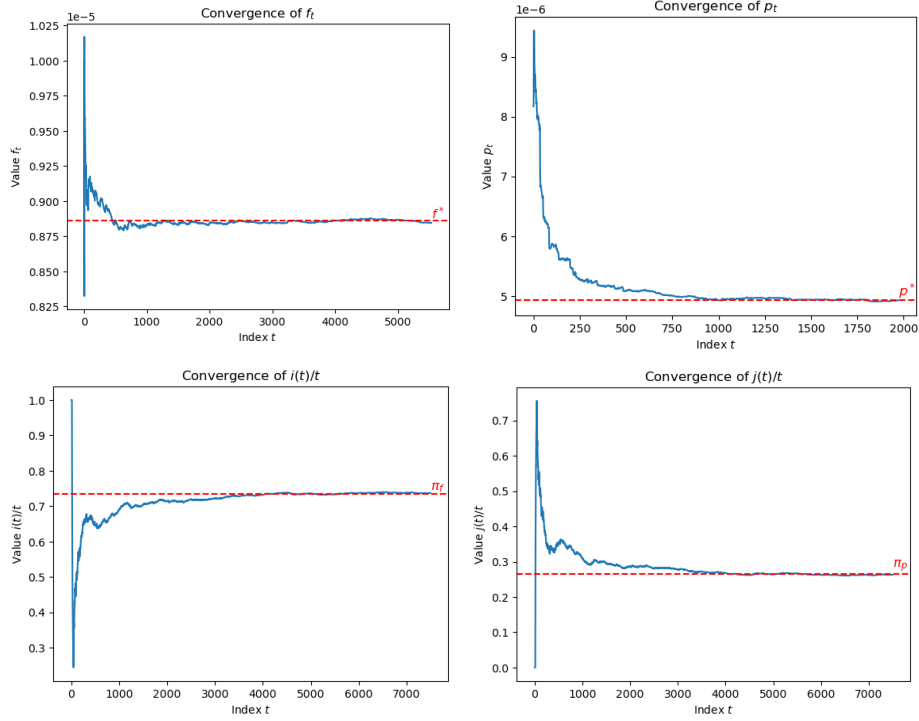 Convergence of f_t
1e−5
1.025
1.000
0.975
0.950
0.925
0.900
0.875
0.850
0.825
Value f_t
f*
0 1000 2000 3000 4000 5000
Index t
Convergence of p_t
1e−6
9
8
7
6
5
Value p_t
p*
0 250 500 750 1000 1250 1500 1750 2000
Index t
Convergence of i(t)/t
1.0
0.9
0.8
0.7
0.6
0.5
0.4
0.3
Value i(t)/t
π_f
0 1000 2000 3000 4000 5000 6000 7000
Index t
Convergence of j(t)/t
0.7
0.6
0.5
0.4
0.3
0.2
0.1
0.0
Value j(t)/t
π_p
0 1000 2000 3000 4000 5000 6000 7000
Index t